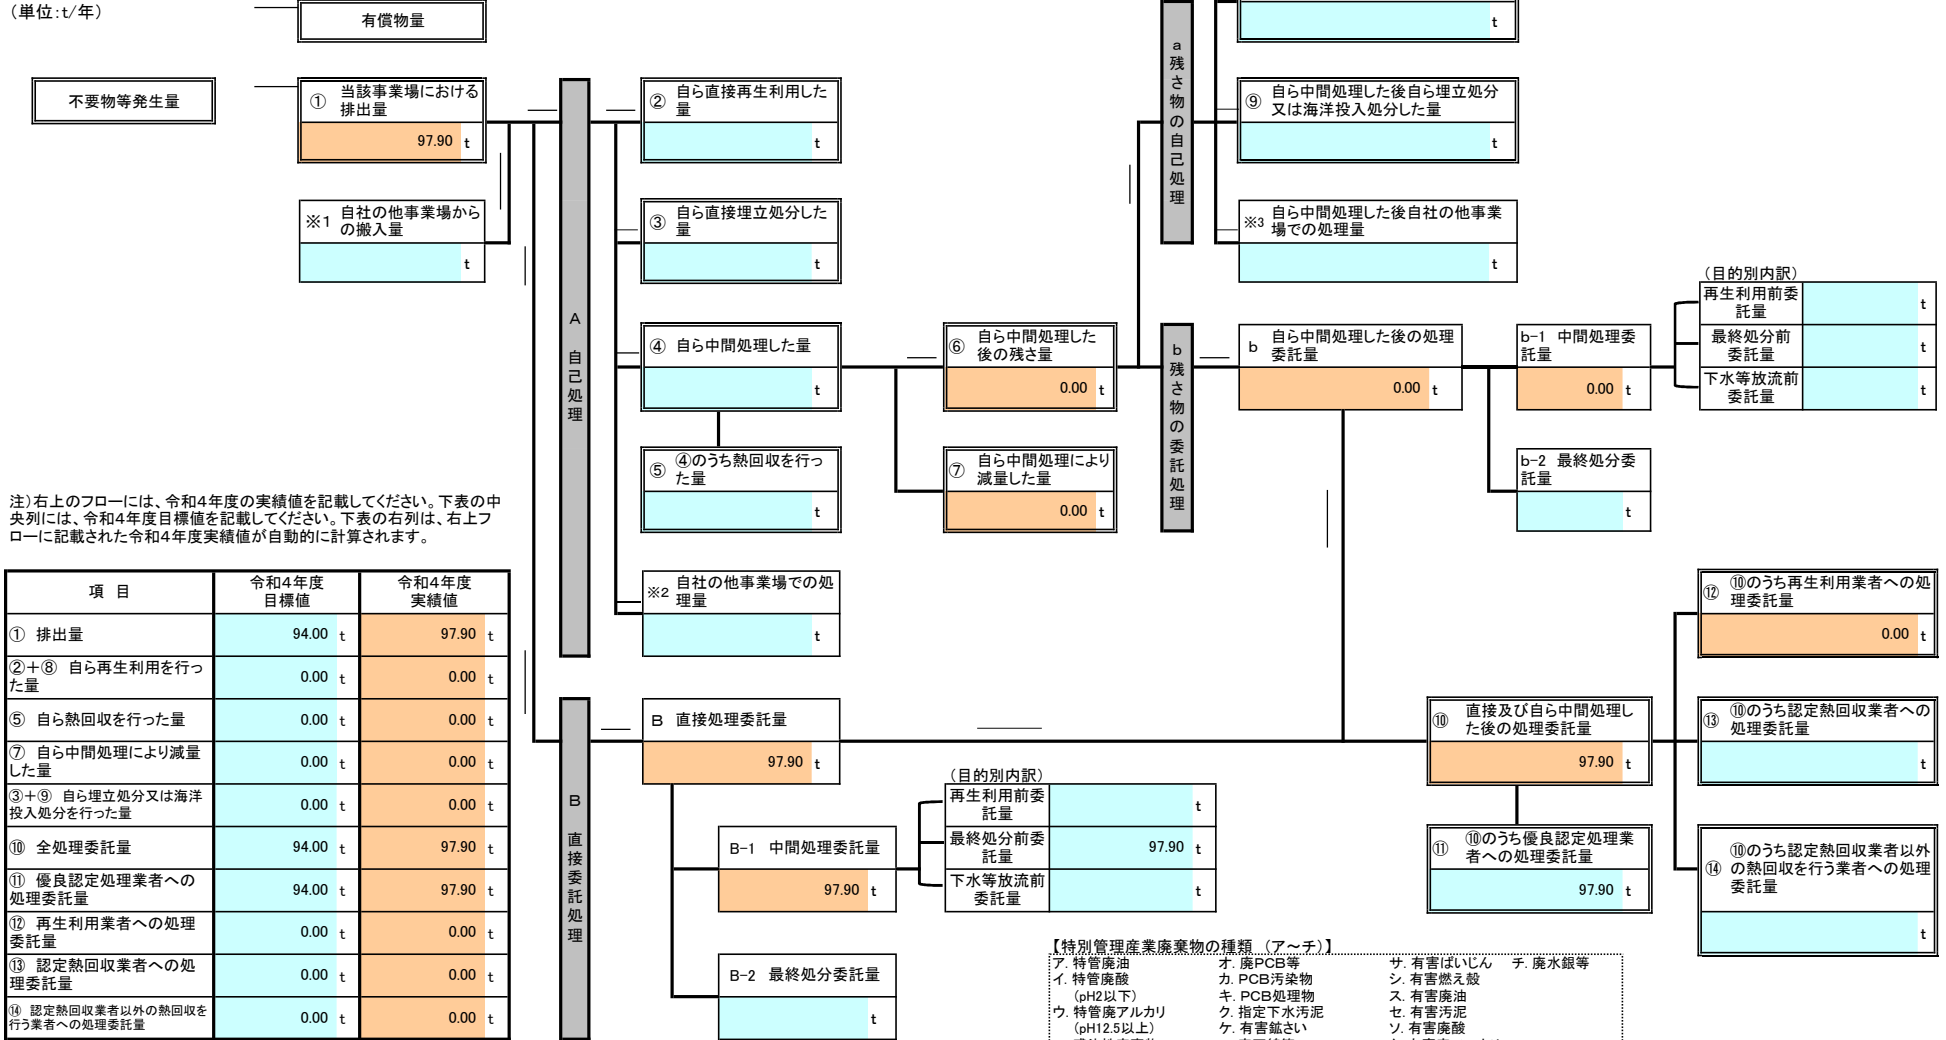 （単位：t/年）
有償物量
t
不要物等発生量
① 当該事業場における
排出量
97.90 t
※1 自社の他事業場から
の搬入量
t
A 自己処理
② 自ら直接再生利用した
量
t
③ 自ら直接埋立処分した
量
t
④ 自ら中間処理した量
t
⑤ ④のうち熱回収を行っ
た量
t
※2 自社の他事業場での処
理量
t
⑥ 自ら中間処理した
後の残さ量
0.00 t
⑦ 自ら中間処理により
減量した量
0.00 t
a 残さ物の自己処理
⑨ 自ら中間処理した後自ら埋立処分
又は海洋投入処分した量
t
※3 自ら中間処理した後自社の他事業
場での処理量
t
b 残さ物の委託処理
b 自ら中間処理した後の処理
委託量
0.00 t
b-1 中間処理委
託量
0.00 t
b-2 最終処分委
託量
t
（目的別内訳）
再生利用前委
託量
t
最終処分前
委託量
t
下水等放流前
委託量
t
注）右上のフローには、令和４年度の実績値を記載してください。下表の中
央列には、令和４年度目標値を記載してください。下表の右列は、右上フ
ローに記載された令和４年度実績値が自動的に計算されます。
項 目 令和４年度
目標値 令和４年度
実績値
① 排出量 94.00 t 97.90 t
②＋⑧ 自ら再生利用を行っ
た量 0.00 t 0.00 t
⑤ 自ら熱回収を行った量 0.00 t 0.00 t
⑦ 自ら中間処理により減量
した量 0.00 t 0.00 t
③＋⑨ 自ら埋立処分又は海洋
投入処分を行った量 0.00 t 0.00 t
⑩ 全処理委託量 94.00 t 97.90 t
⑪ 優良認定処理業者への
処理委託量 94.00 t 97.90 t
⑫ 再生利用業者への処理
委託量 0.00 t 0.00 t
⑬ 認定熱回収業者への処
理委託量 0.00 t 0.00 t
⑭ 認定熱回収業者以外の熱回収を
行う業者への処理委託量 0.00 t 0.00 t
B 直接委託処理
B 直接処理委託量
97.90 t
B-1 中間処理委託量
97.90 t
B-2 最終処分委託量
t
（目的別内訳）
再生利用前委
託量
t
最終処分前委
託量
97.90 t
下水等放流前
委託量
t
⑩ 直接及び自ら中間処理し
た後の処理委託量
97.90 t
⑪ ⑩のうち優良認定処理業
者への処理委託量
97.90 t
⑫ ⑩のうち再生利用業者への処
理委託量
0.00 t
⑬ ⑩のうち認定熱回収業者への
処理委託量
t
⑭ ⑩のうち認定熱回収業者以外
の熱回収を行う業者への処理
委託量
t
【特別管理産業廃棄物の種類 （ア～チ）】
ア. 特管廃油 オ. 廃PCB等 サ. 有害ばいじん チ. 廃水銀等
イ. 特管廃酸 カ. PCB汚染物 シ. 有害燃え殻
（pH2以下） キ. PCB処理物 ス. 有害廃油
ウ. 特管廃アルカリ ク. 指定下水汚泥 セ. 有害汚泥
（pH12.5以上） ケ. 有害鉱さい ソ. 有害廃酸